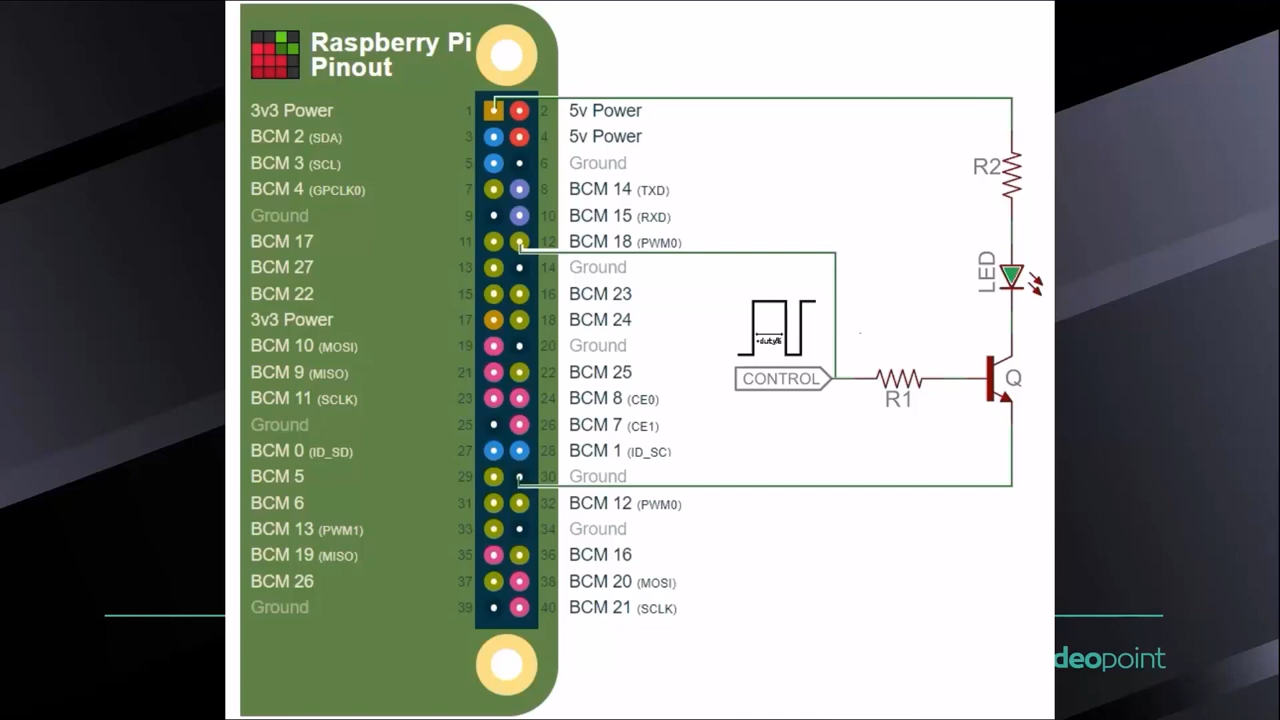 Raspberry Pi
Pinout
3v3 Power 1 2 5v Power
BCM 2 (SDA) 3 4 5v Power
BCM 3 (SCL) 5 6 Ground
BCM 4 (GPCLK0) 7 8 BCM 14 (TXD)
Ground 9 10 BCM 15 (RXD)
BCM 17 11 12 BCM 18 (PWM0)
BCM 27 13 14 Ground
BCM 22 15 16 BCM 23
3v3 Power 17 18 BCM 24
BCM 10 (MOSI) 19 20 Ground
BCM 9 (MISO) 21 22 BCM 25
BCM 11 (SCLK) 23 24 BCM 8 (CE0)
Ground 25 26 BCM 7 (CE1)
BCM 0 (ID_SD) 27 28 BCM 1 (ID_SC)
BCM 5 29 30 Ground
BCM 6 31 32 BCM 12 (PWM0)
BCM 13 (PWM1) 33 34 Ground
BCM 19 (MISO) 35 36 BCM 16
BCM 26 37 38 BCM 20 (MOSI)
Ground 39 40 BCM 21 (SCLK)
R2
LED
+duty%
CONTROL
R1
Q
deopoint